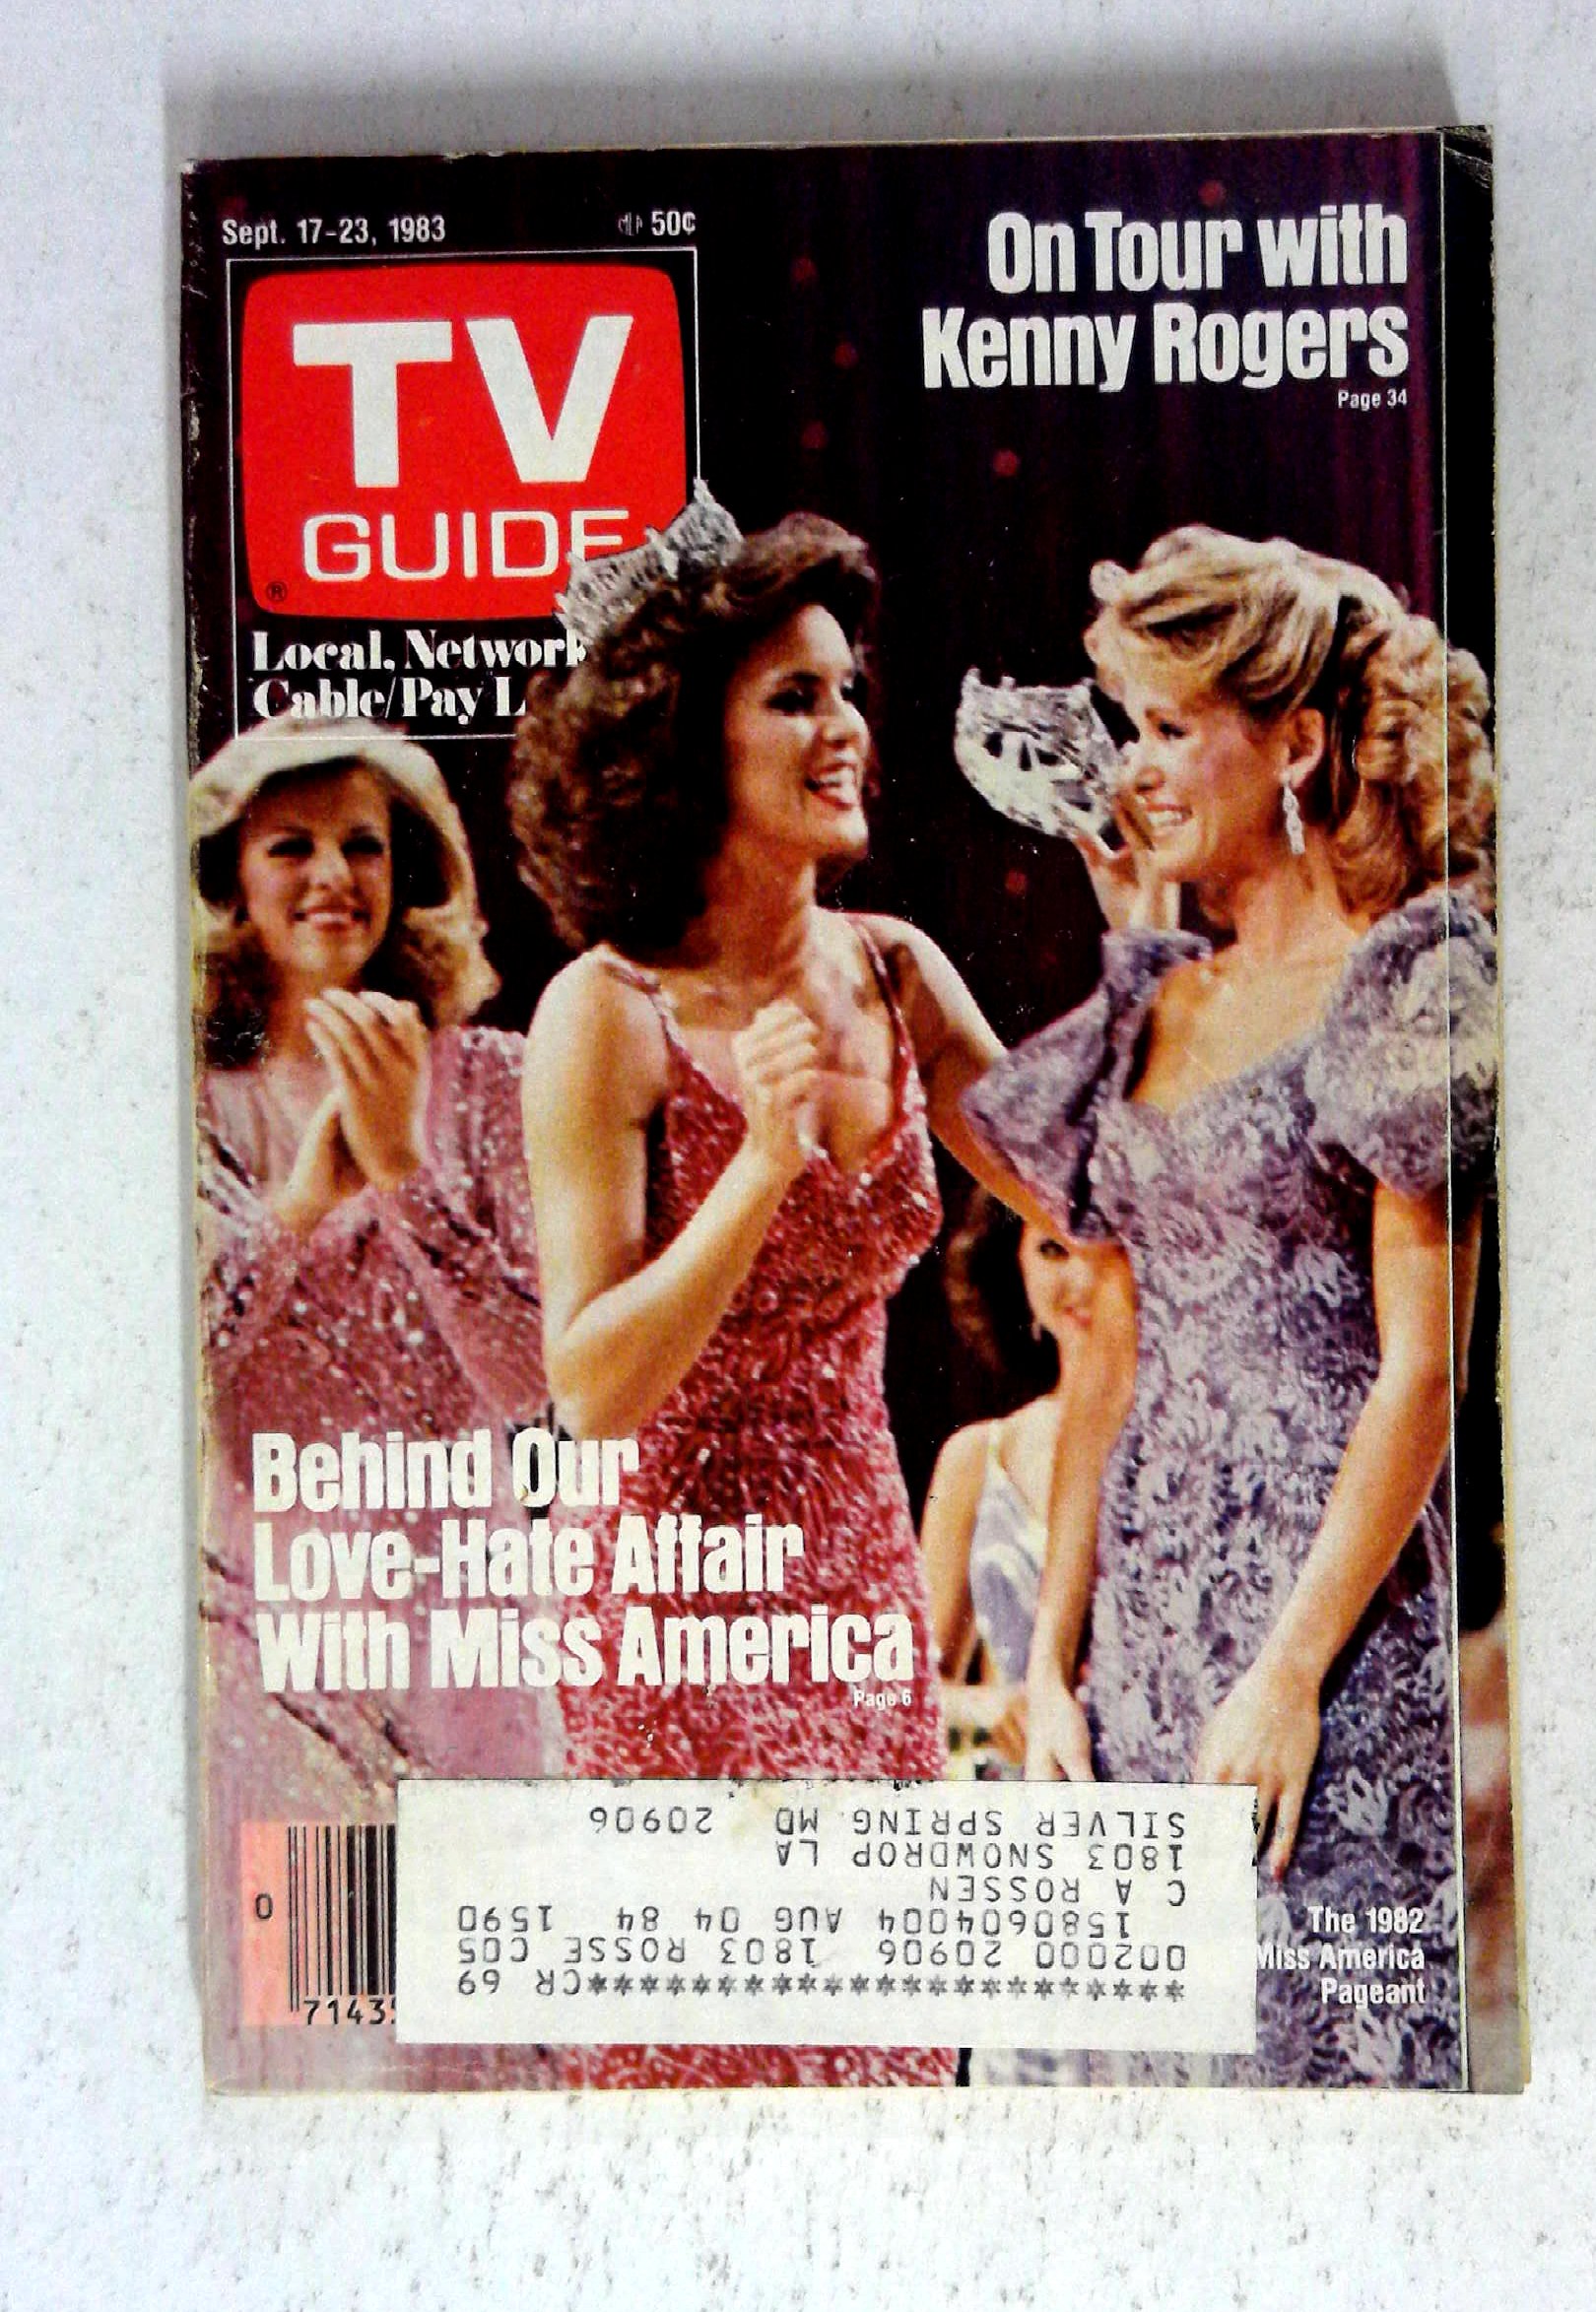 Sept. 17-23, 1983
50¢
On Tour with
Kenny Rogers
Page 34
TV
GUIDE
®
Local, Network
Cable/Pay L
Behind Our
Love-Hate Affair
With Miss America
Page 6
0
7143
******************************CR 69
002000 20906 1803 ROSSE C05
1580604004 AUG 04 84 1590
C A ROSSEN
1803 SNOWDROP LA
SILVER SPRING MD 20906
The 1982
Miss America
Pageant